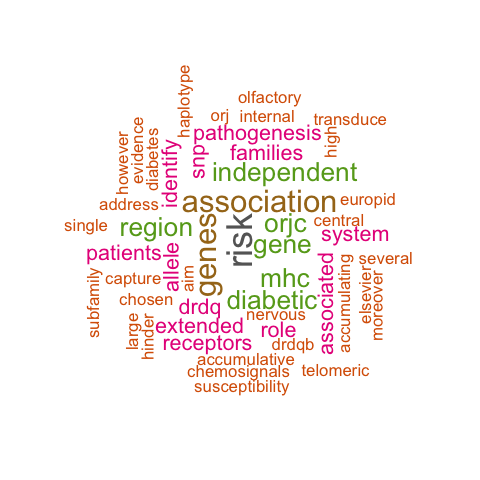 olfactory
orj
internal
transduce
haplotype
pathogenesis
high
families
snp
evidence
however
diabetes
identify
independent
address
association
europid
single
region
genes
risk
orjc
central
system
gene
patients
allele
associated
accumulating
several
elsevier
moreover
subfamily
capture
aim
mhc
chosen
drdq
diabetic
nervous
large
hinder
extended
role
receptors
drdqb
accumulative
chemosignals
telomeric
susceptibility